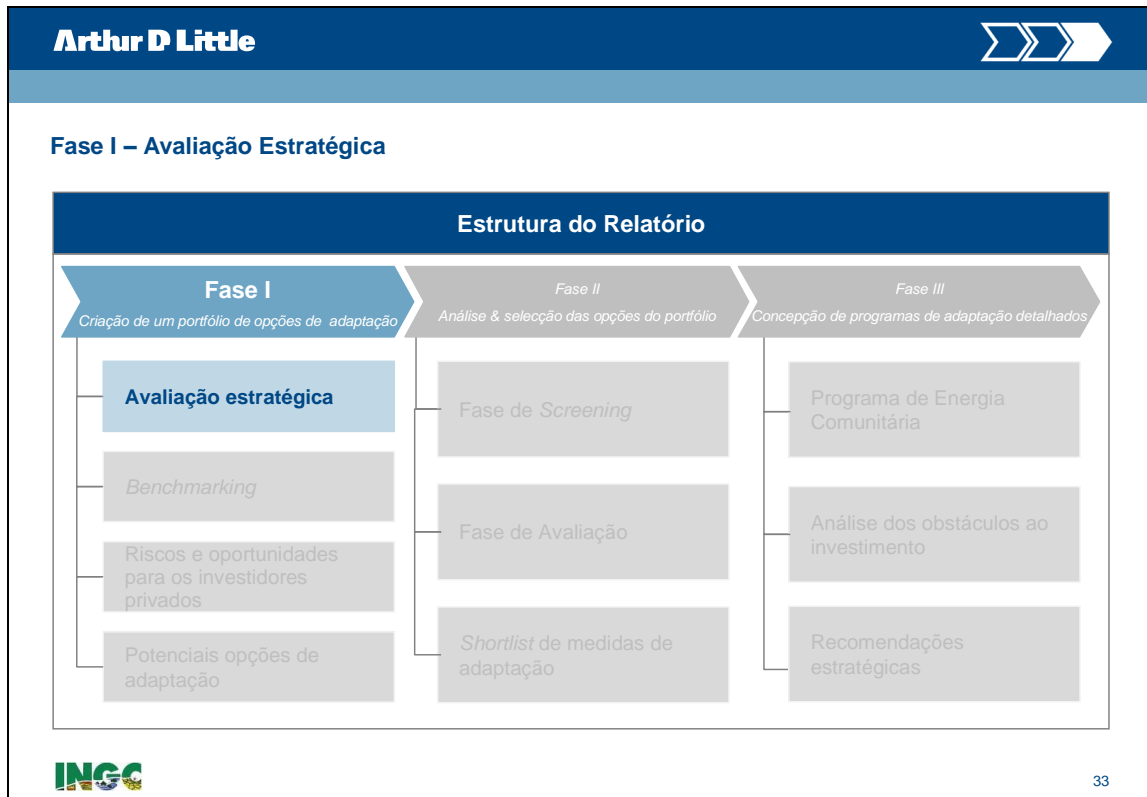 Arthur D Little
Fase I – Avaliação Estratégica
Estrutura do Relatório
Fase I
Criação de um portfólio de opções de adaptação
Avaliação estratégica
Benchmarking
Riscos e oportunidades
para os investidores
privados
Potenciais opções de
adaptação
Fase II
Análise & selecção das opções do portfólio
Fase de Screening
Fase de Avaliação
Shortlist de medidas de
adaptação
Fase III
Concepção de programas de adaptação detalhados
Programa de Energia
Comunitária
Análise dos obstáculos ao
investimento
Recomendações
estratégicas
INGC
33